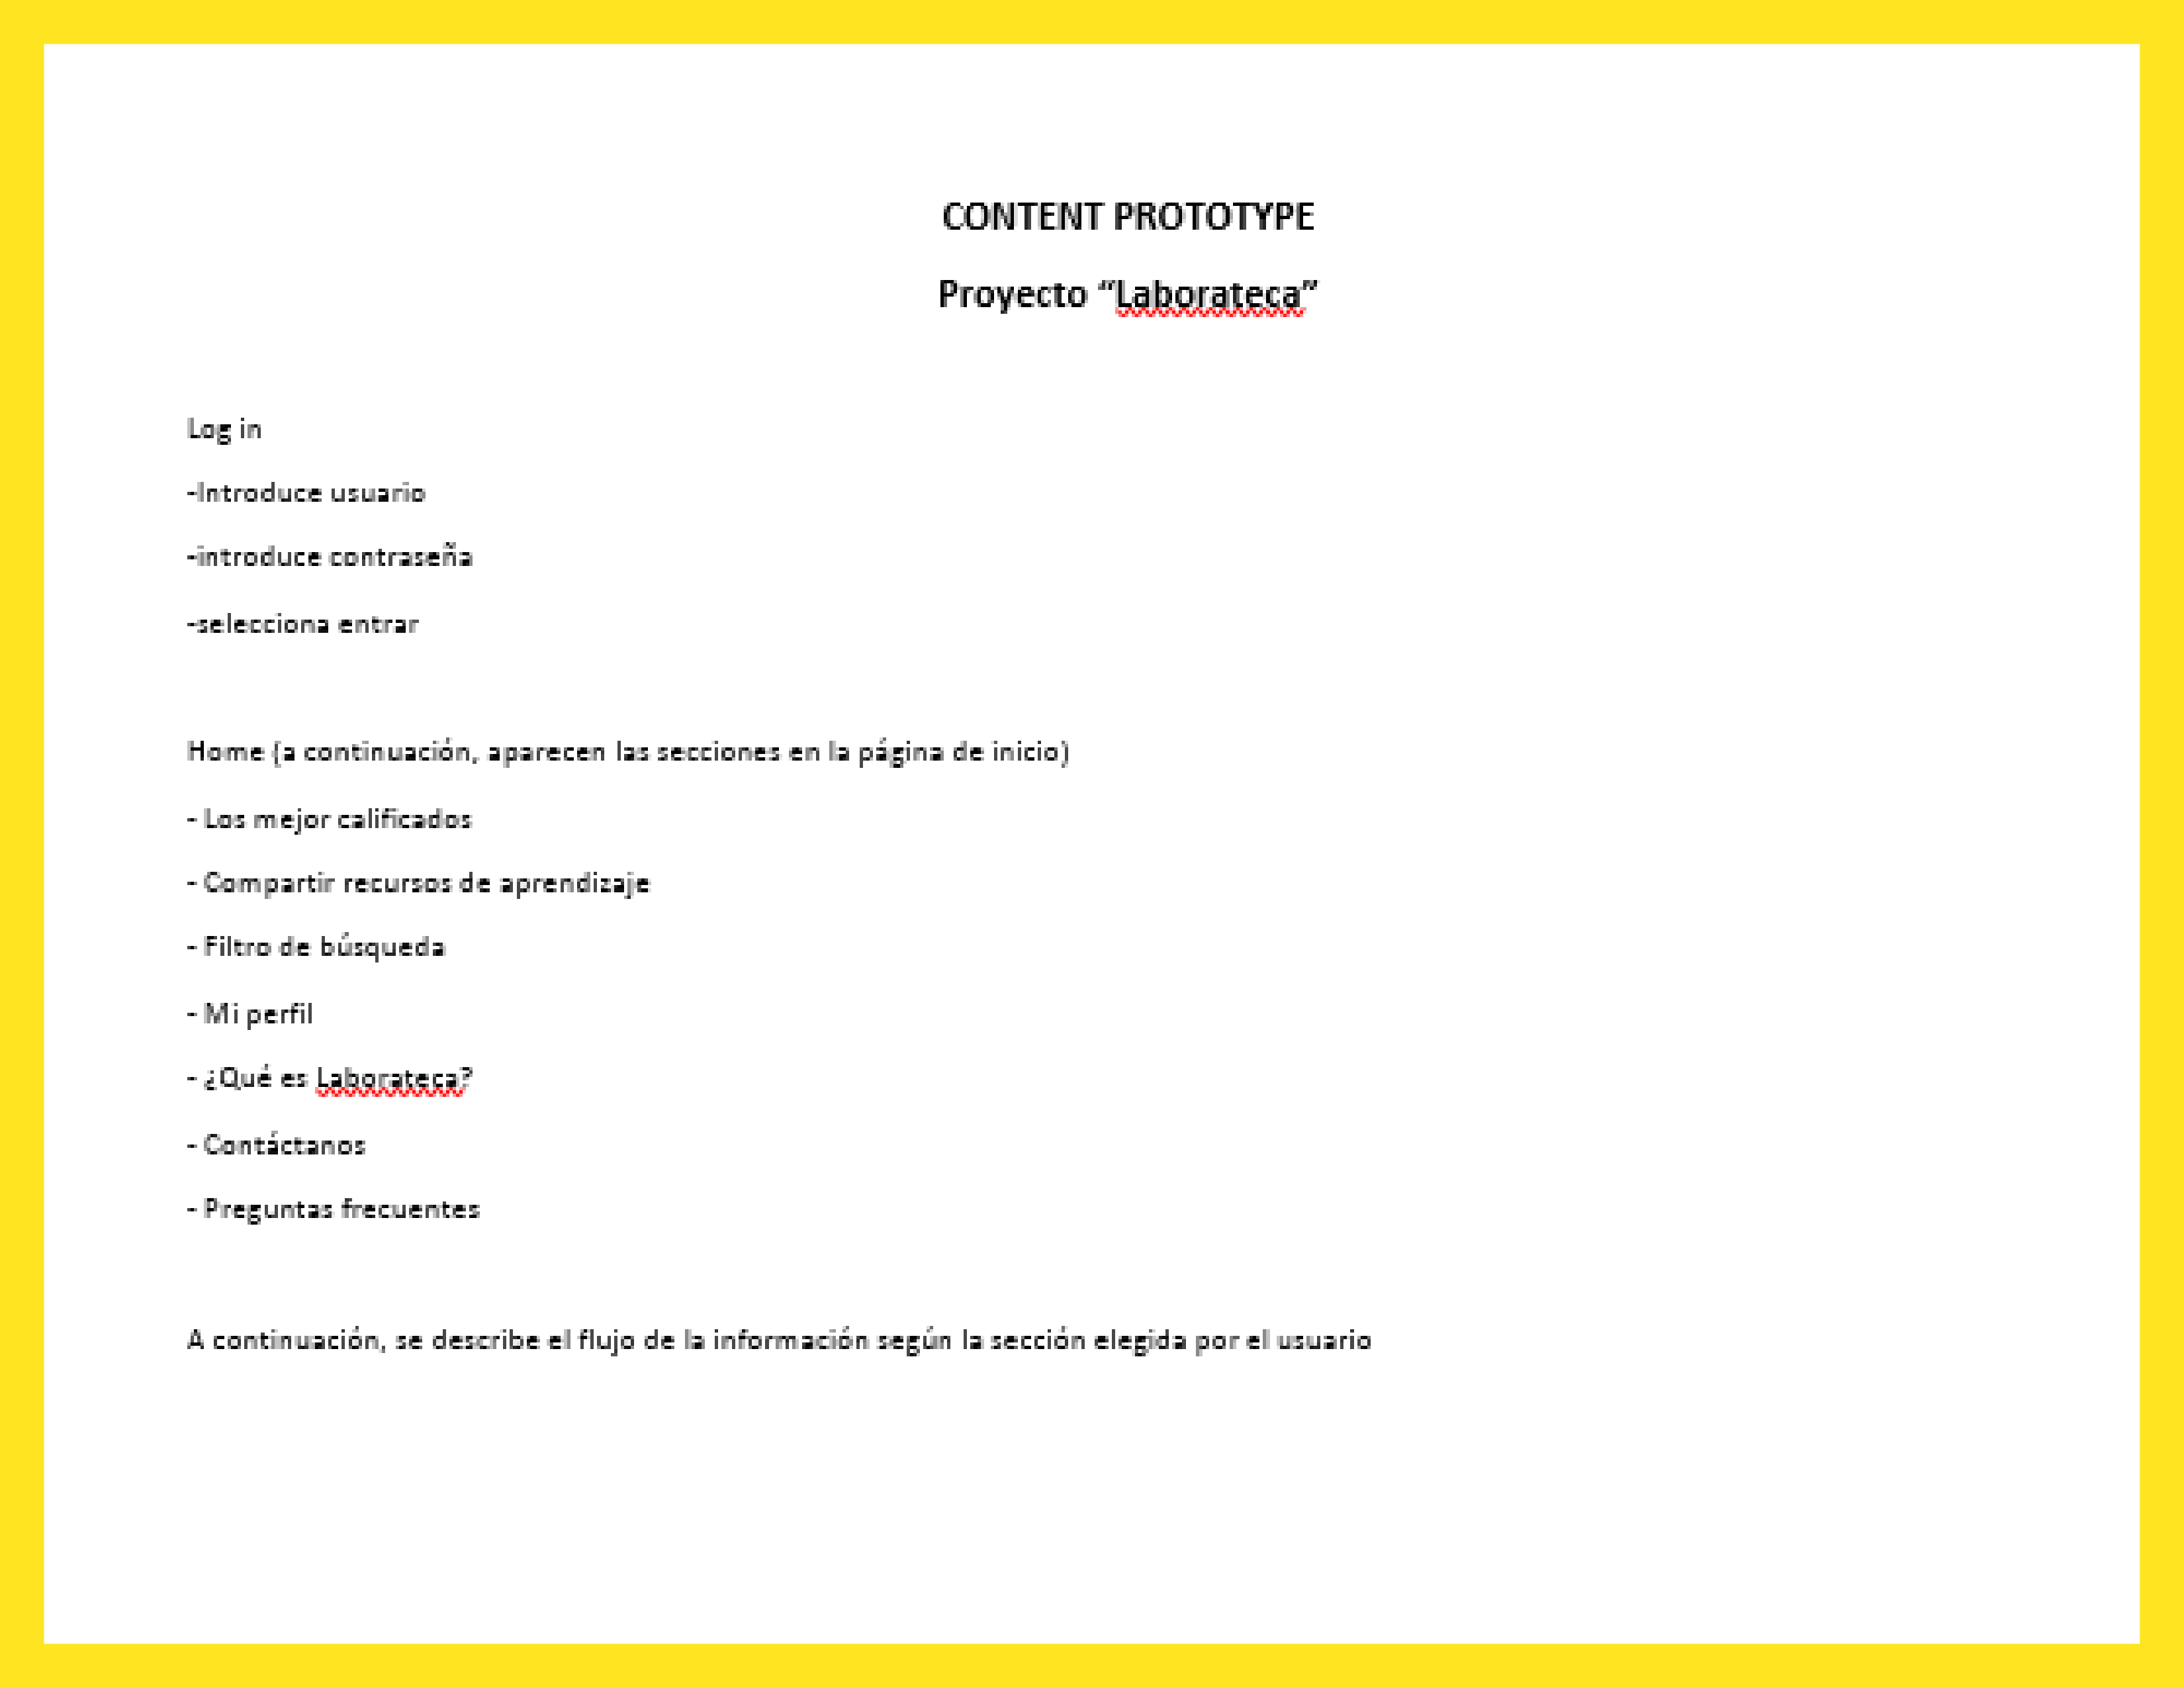 CONTENT PROTOTYPE
Proyecto “Laborateca”
Log in
-Introduce usuario
-introduce contraseña
-selecciona entrar
Home (a continuación, aparecen las secciones en la página de inicio)
- Los mejor calificados
- Compartir recursos de aprendizaje
- Filtro de búsqueda
- Mi perfil
- ¿Qué es Laborateca?
- Contáctanos
- Preguntas frecuentes
A continuación, se describe el flujo de la información según la sección elegida por el usuario